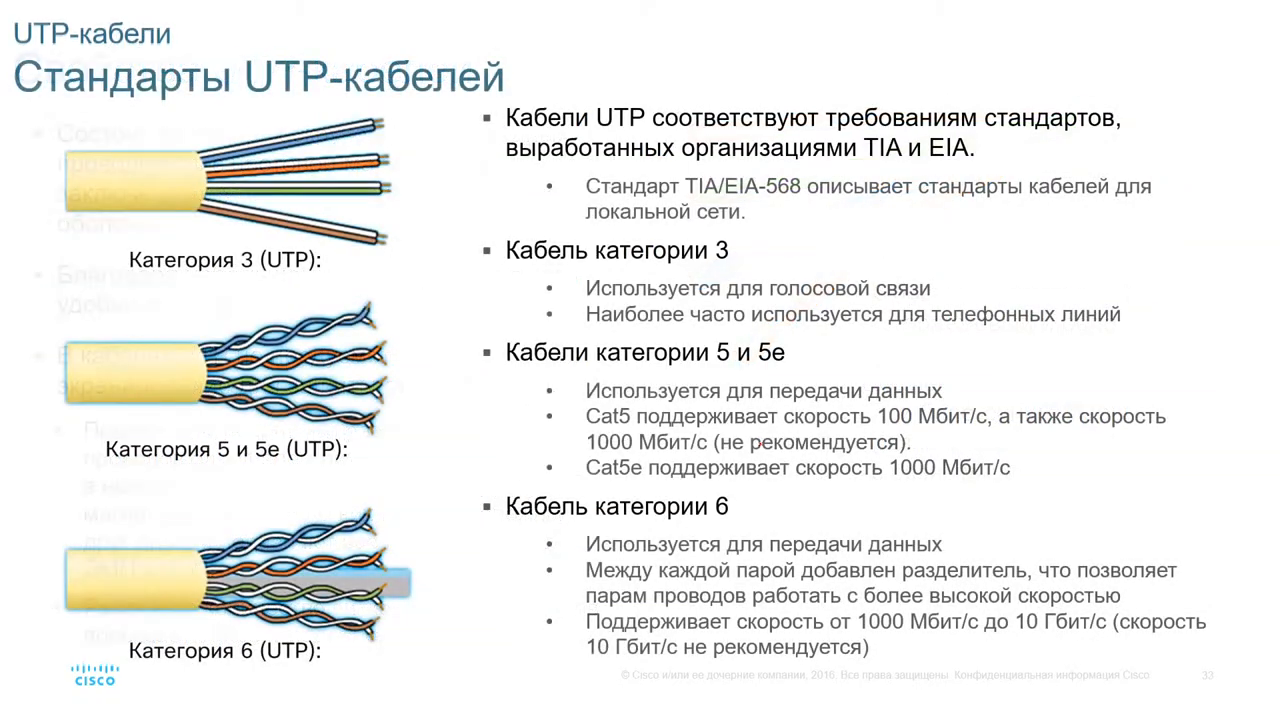 UTP-кабели
Стандарты UTP-кабелей
Категория 3 (UTP):
Категория 5 и 5e (UTP):
Категория 6 (UTP):
▪ Кабели UTP соответствуют требованиям стандартов,
выработанных организациями TIA и EIA.
• Стандарт TIA/EIA-568 описывает стандарты кабелей для
локальной сети.
▪ Кабель категории 3
• Используется для голосовой связи
• Наиболее часто используется для телефонных линий
▪ Кабели категории 5 и 5e
• Используется для передачи данных
• Cat5 поддерживает скорость 100 Мбит/с, а также скорость
1000 Мбит/с (не рекомендуется).
• Cat5e поддерживает скорость 1000 Мбит/с
▪ Кабель категории 6
• Используется для передачи данных
• Между каждой парой добавлен разделитель, что позволяет
парам проводов работать с более высокой скоростью
• Поддерживает скорость от 1000 Мбит/с до 10 Гбит/с (скорость
10 Гбит/с не рекомендуется)
CISCO
© Cisco и/или ее дочерние компании, 2016. Все права защищены. Конфиденциальная информация Cisco
33